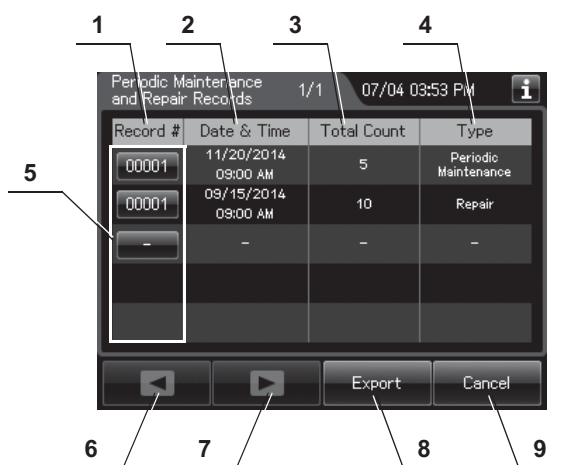 1 2 3 4
Periodic Maintenance
and Repair Records 1/1 07/04 03:53 PM i
Record # Date & Time Total Count Type
5
00001 11/20/2014
09:00 AM 5 Periodic
Maintenance
00001 09/15/2014
09:00 AM 10 Repair
- - - -
Export Cancel
6 7 8 9